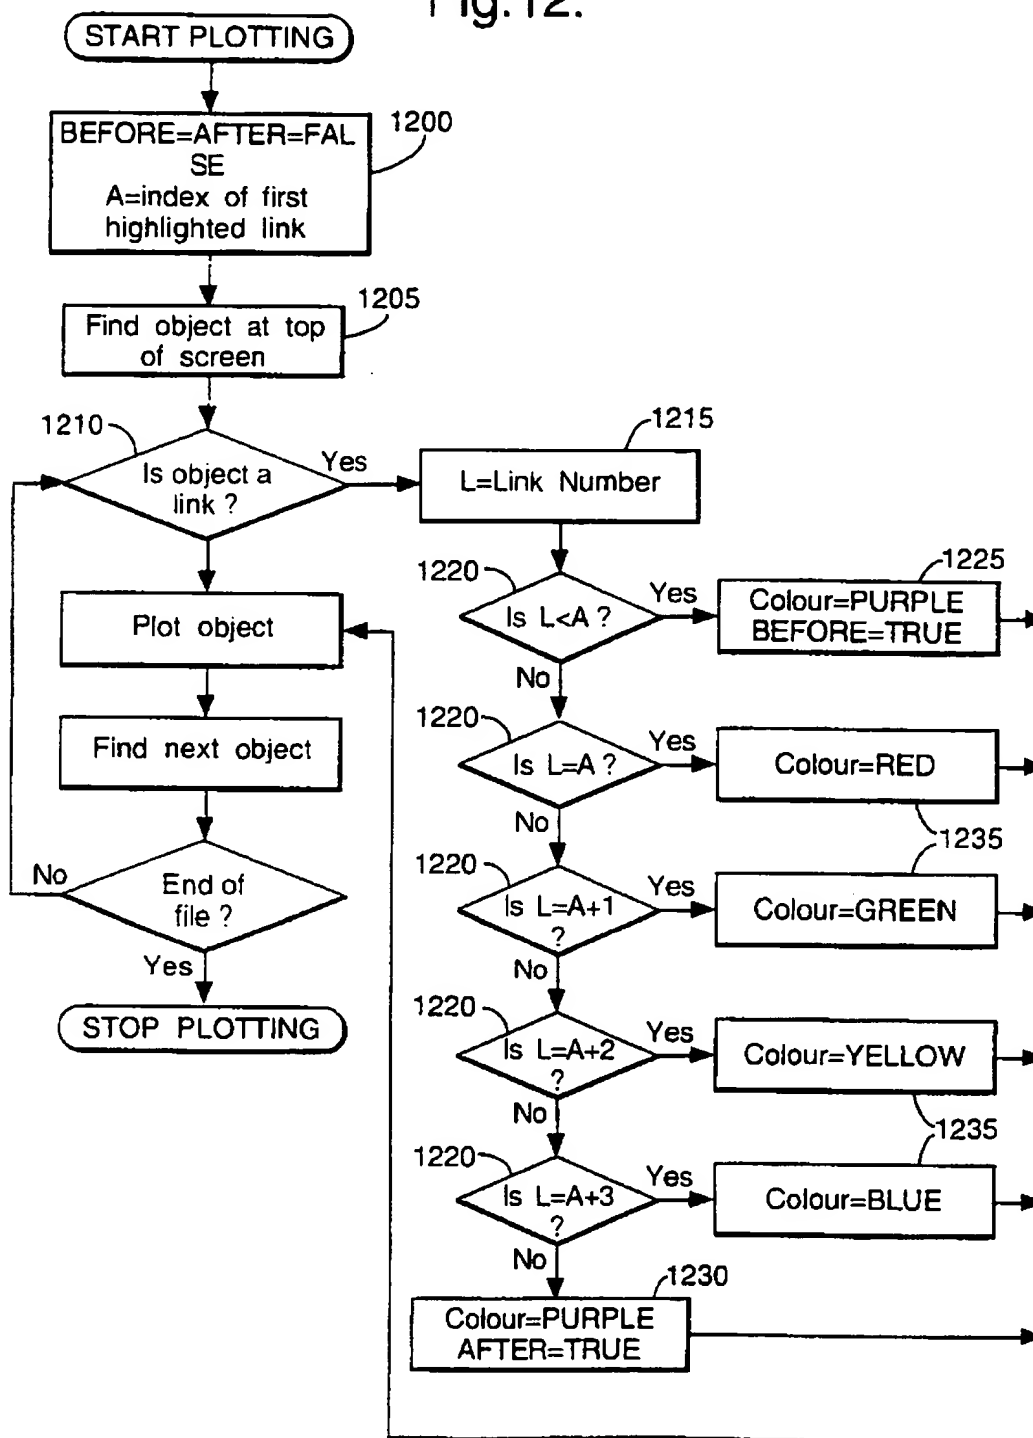 Fig.12.
START PLOTTING
BEFORE=AFTER=FAL
SE
A=index of first
highlighted link
1200
Find object at top
of screen
1205
1210
Is object a
link ?
Yes
L=Link Number
1215
1220
Is L<A ?
Yes
Colour=PURPLE
BEFORE=TRUE
1225
No
Plot object
1220
Is L=A ?
Yes
Colour=RED
No
Find next object
1235
1220
Is L=A+1
?
Yes
Colour=GREEN
No
End of
file ?
No
Yes
STOP PLOTTING
1220
Is L=A+2
?
Yes
Colour=YELLOW
No
1235
1220
Is L=A+3
?
Yes
Colour=BLUE
No
1230
Colour=PURPLE
AFTER=TRUE